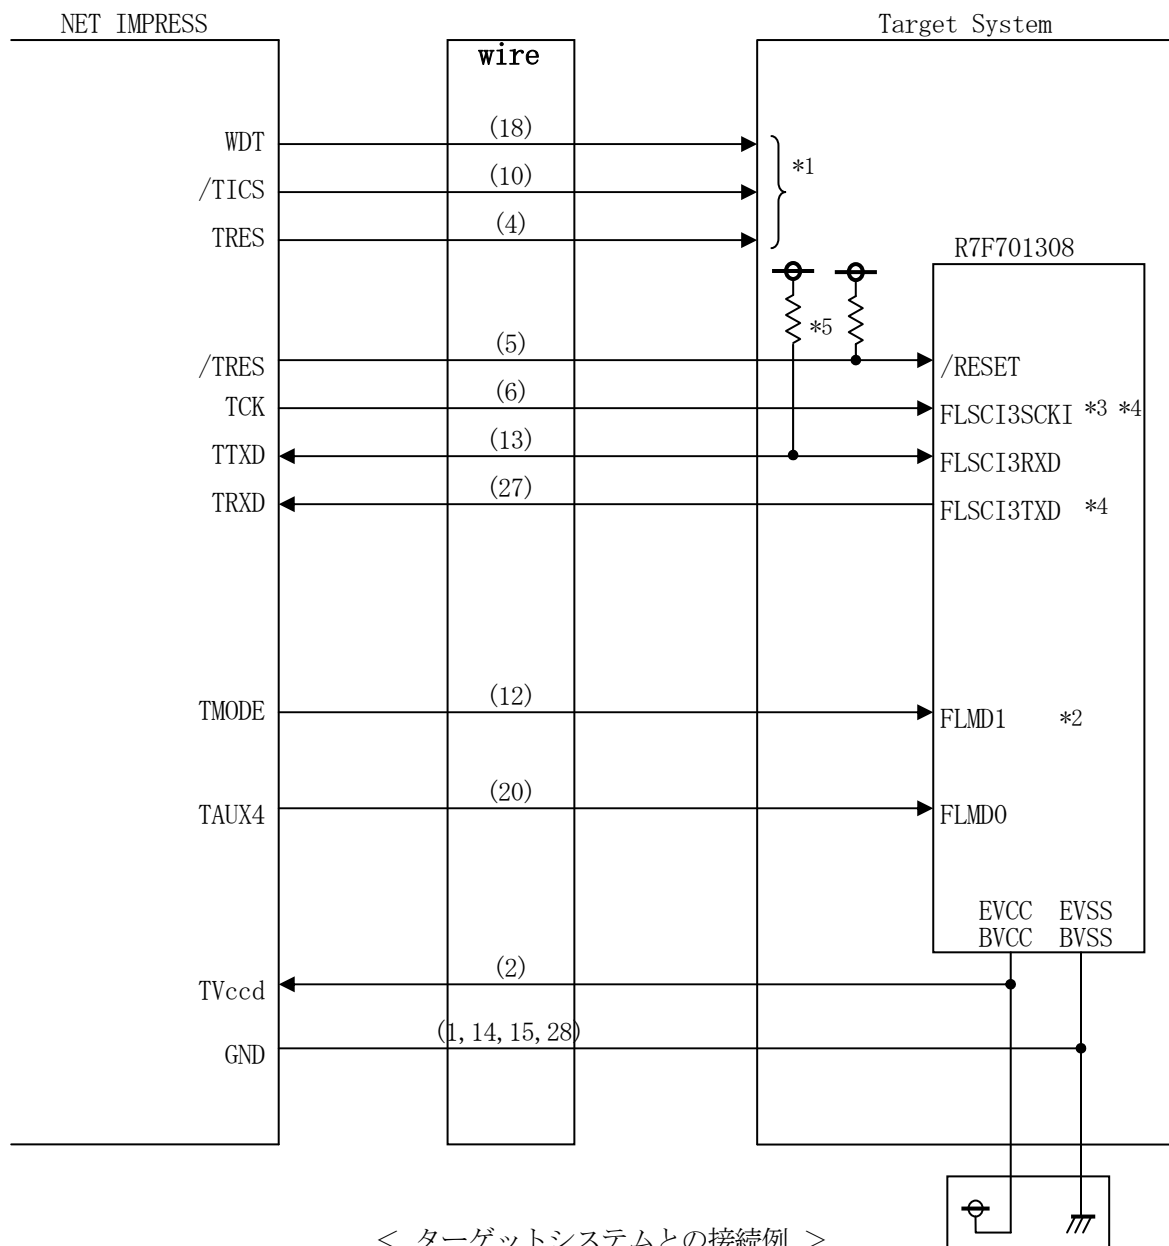 NET IMPRESS
Target System
wire
WDT (18)
/TICS (10) *1
TRES (4)
R7F701308
*5
/TRES (5) /RESET
TCK (6) FLSCI3SCKI *3 *4
TTXD (13) FLSCI3RXD
TRXD (27) FLSCI3TXD *4
TMODE (12) FLMD1 *2
TAUX4 (20) FLMD0
EVCC EVSS
BVCC BVSS
TVccd (2)
GND (1,14,15,28)
< ターゲットシステムとの接続例 >